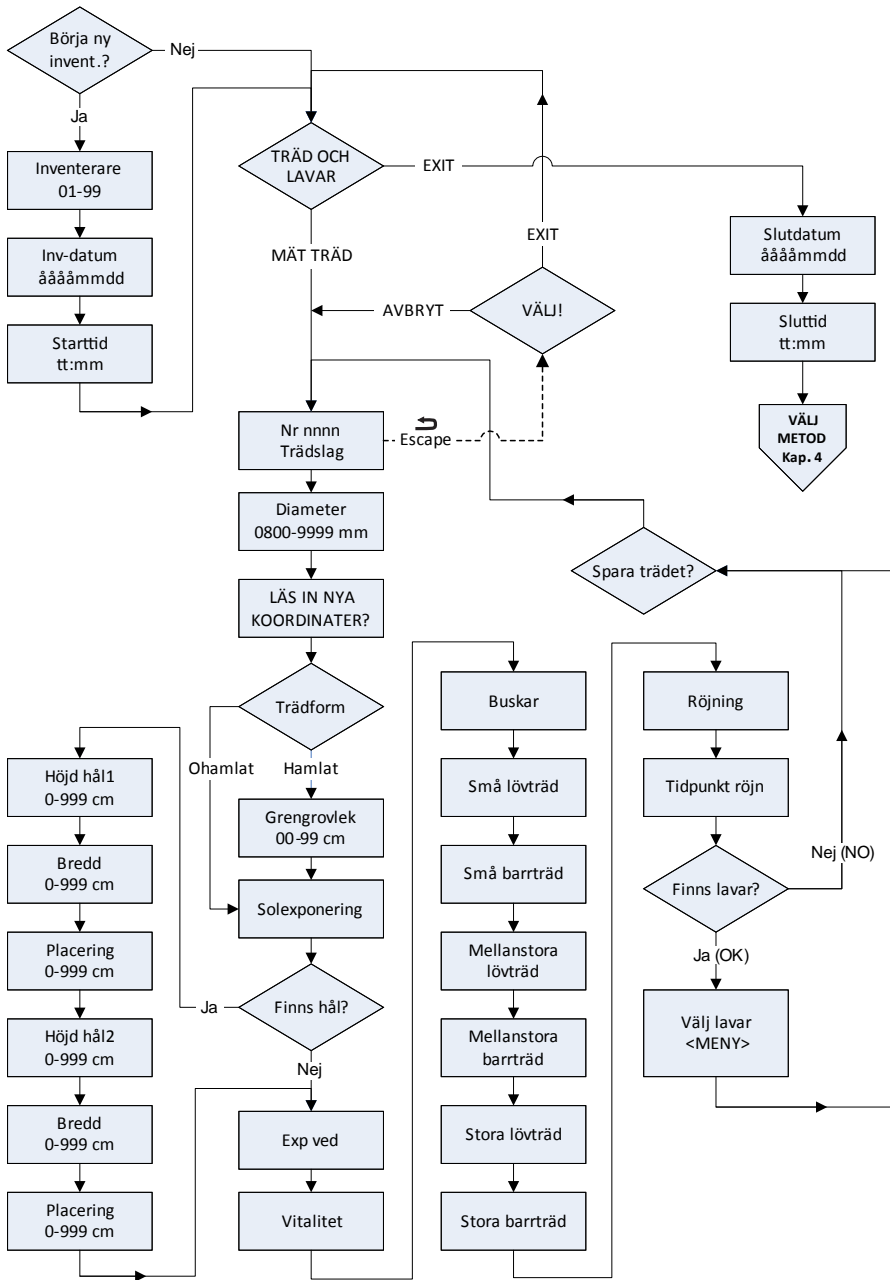 Börja ny
invent.?
Nej
Ja
Inventerare
01-99
Inv-datum
ååååmmdd
Starttid
tt:mm
TRÄD OCH
LAVAR
EXIT
MÄT TRÄD
EXIT
AVBRYT
VÄLJ!
Slutdatum
ååååmmdd
Sluttid
tt:mm
VÄLJ
METOD
Kap. 4
Nr nnnn
Trädslag
Escape
Diameter
0800-9999 mm
Spara trädet?
LÄS IN NYA
KOORDINATER?
Trädform
Ohamlat
Hamlat
Grengrovlek
00-99 cm
Solexponering
Finns hål?
Ja
Nej
Höjd hål1
0-999 cm
Bredd
0-999 cm
Placering
0-999 cm
Höjd hål2
0-999 cm
Bredd
0-999 cm
Placering
0-999 cm
Exp ved
Vitalitet
Buskar
Små lövträd
Små barrträd
Mellanstora
lövträd
Mellanstora
barrträd
Stora lövträd
Stora barrträd
Röjning
Tidpunkt röjn
Finns lavar?
Nej (NO)
Ja (OK)
Välj lavar
<MENY>